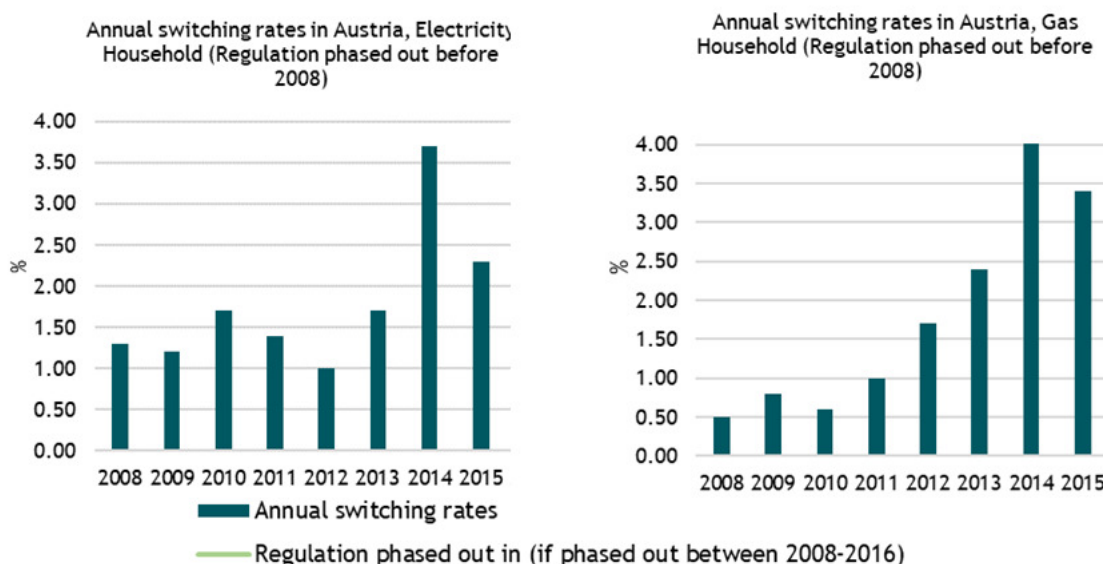 Annual switching rates in Austria, Electricity
Household (Regulation phased out before
2008)
4.00
3.50
3.00
2.50
2.00
1.50
1.00
0.50
0.00
%
2008 2009 2010 2011 2012 2013 2014 2015
Annual switching rates in Austria, Gas
Household (Regulation phased out before
2008)
4.00
3.50
3.00
2.50
2.00
1.50
1.00
0.50
0.00
%
2008 2009 2010 2011 2012 2013 2014 2015
Annual switching rates
Regulation phased out in (if phased out between 2008-2016)